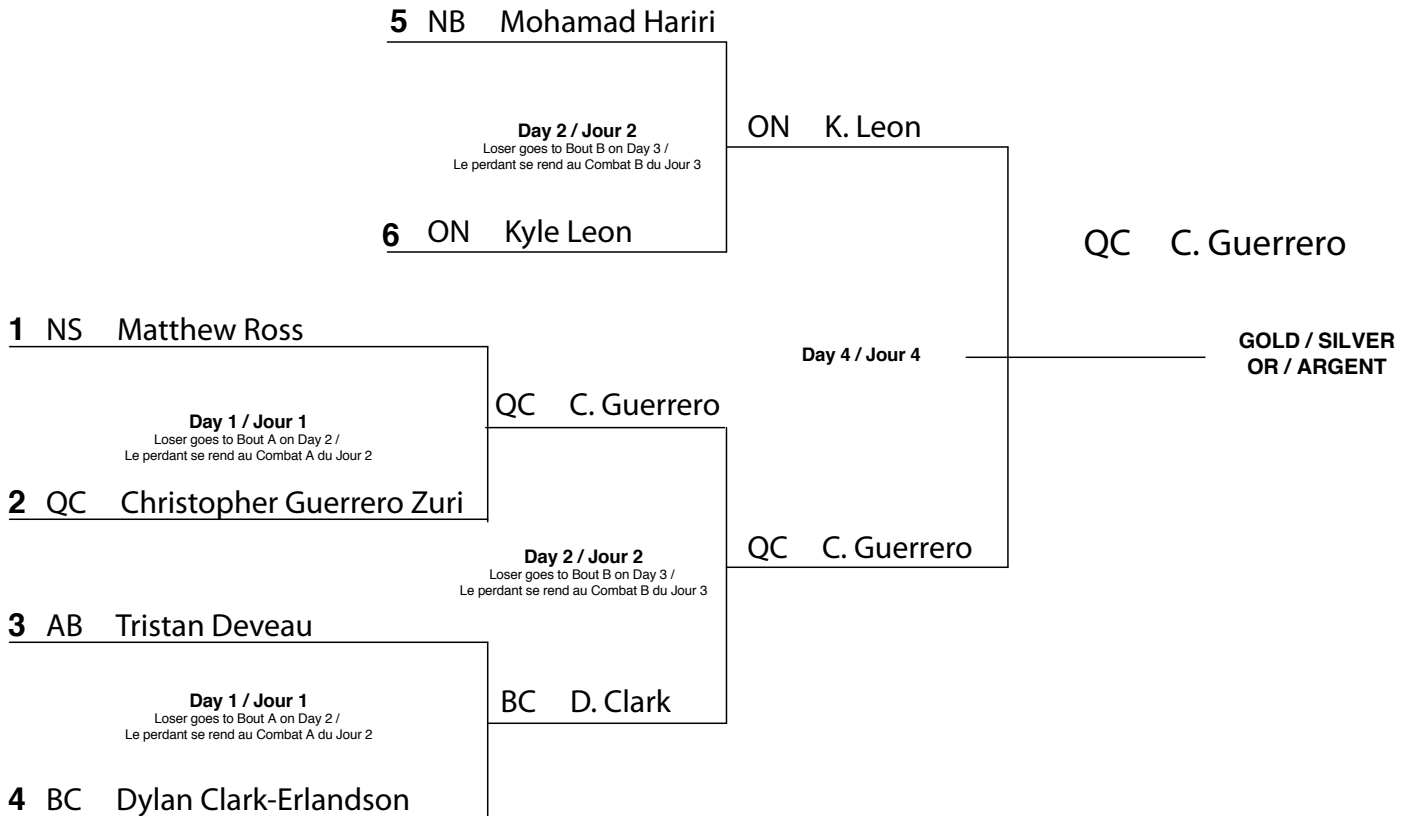 5 NB Mohamad Hariri
Day 2 / Jour 2
Loser goes to Bout B on Day 3 /
Le perdant se rend au Combat B du Jour 3
ON K. Leon
6 ON Kyle Leon
QC C. Guerrero
1 NS Matthew Ross
Day 4 / Jour 4
GOLD / SILVER
OR / ARGENT
Day 1 / Jour 1
Loser goes to Bout A on Day 2 /
Le perdant se rend au Combat A du Jour 2
QC C. Guerrero
2 QC Christopher Guerrero Zuri
Day 2 / Jour 2
Loser goes to Bout B on Day 3 /
Le perdant se rend au Combat B du Jour 3
QC C. Guerrero
3 AB Tristan Deveau
Day 1 / Jour 1
Loser goes to Bout A on Day 2 /
Le perdant se rend au Combat A du Jour 2
BC D. Clark
4 BC Dylan Clark-Erlandson